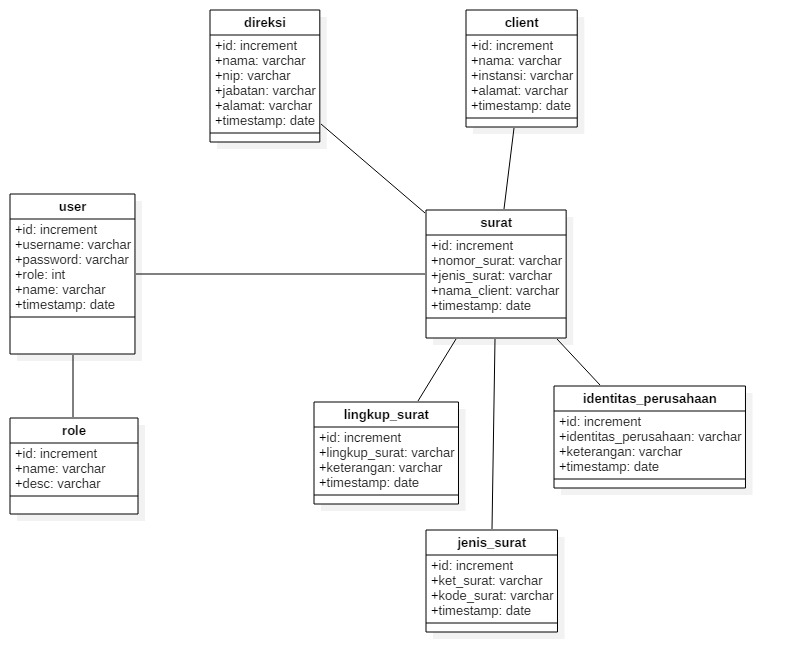 direksi
+id: increment
+nama: varchar
+nip: varchar
+jabatan: varchar
+alamat: varchar
+timestamp: date
client
+id: increment
+nama: varchar
+instansi: varchar
+alamat: varchar
+timestamp: date
user
+id: increment
+username: varchar
+password: varchar
+role: int
+name: varchar
+timestamp: date
surat
+id: increment
+nomor_surat: varchar
+jenis_surat: varchar
+nama_client: varchar
+timestamp: date
role
+id: increment
+name: varchar
+desc: varchar
lingkup_surat
+id: increment
+lingkup_surat: varchar
+keterangan: varchar
+timestamp: date
identitas_perusahaan
+id: increment
+identitas_perusahaan: varchar
+keterangan: varchar
+timestamp: date
jenis_surat
+id: increment
+ket_surat: varchar
+kode_surat: varchar
+timestamp: date